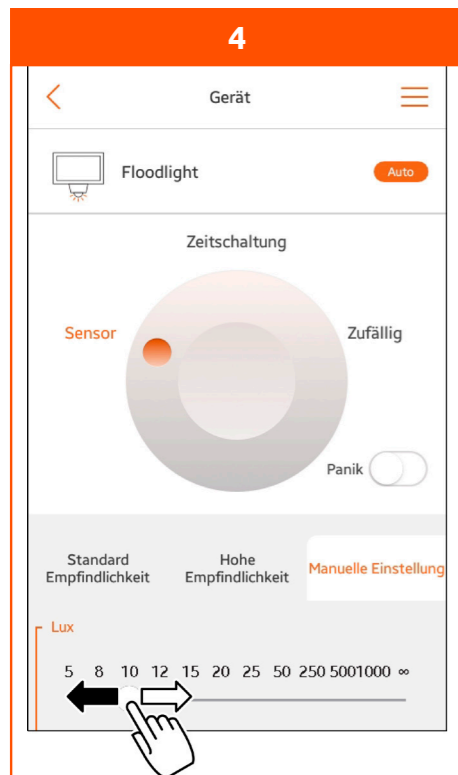 4
Gerät
Floodlight
Auto
Zeitschaltung
Sensor
Zufällig
Panik
Standard
Empfindlichkeit
Hohe
Empfindlichkeit
Manuelle Einstellung
Lux
5 8 10 12 15 20 25 50 250 5001000 ∞